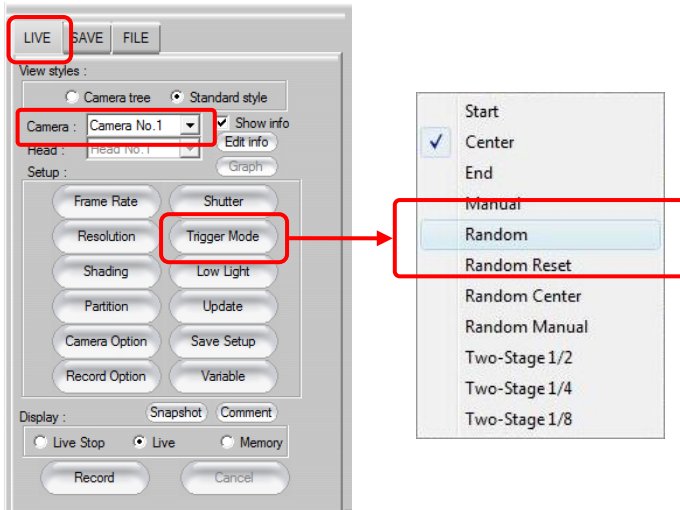 LIVE SAVE FILE
View styles :
Camera tree Standard style
Camera : Camera No.1 Show info
Head : Head No.1 Edit info
Setup : Graph
Frame Rate Shutter
Resolution Trigger Mode
Shading Low Light
Partition Update
Camera Option Save Setup
Record Option Variable
Snapshot Comment
Display :
Live Stop Live Memory
Record Cancel
Start
Center
End
Manual
Random
Random Reset
Random Center
Random Manual
Two-Stage 1/2
Two-Stage 1/4
Two-Stage 1/8